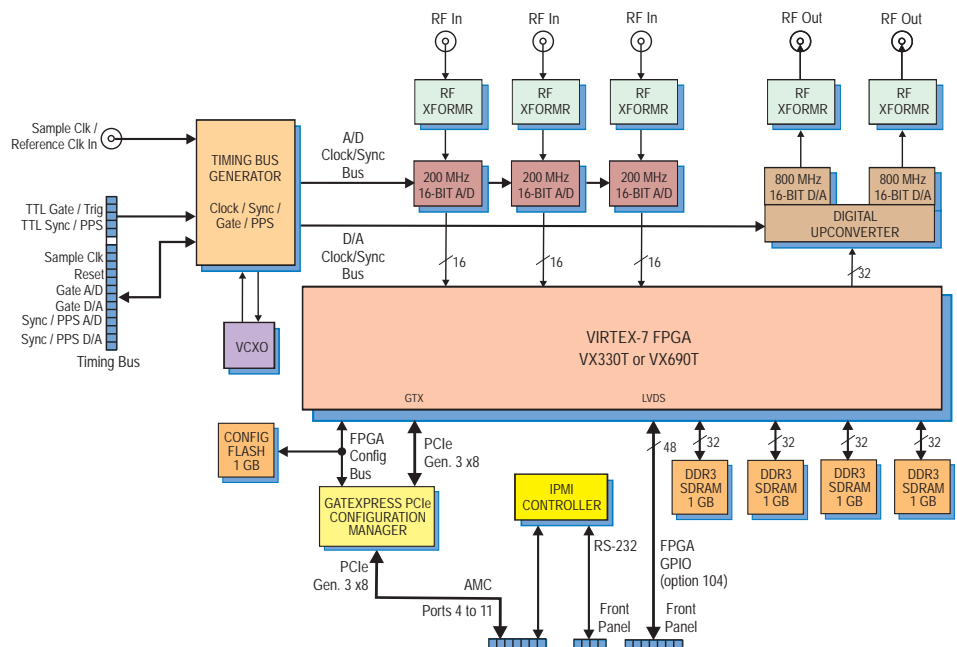 RF In
RF In
RF In
RF Out
RF Out
RF
XFORMR
RF
XFORMR
RF
XFORMR
RF
XFORMR
RF
XFORMR
Sample Clk /
Reference Clk In
TIMING BUS
GENERATOR
Clock / Sync /
Gate / PPS
A/D
Clock/Sync
Bus
200 MHz
16-BIT A/D
200 MHz
16-BIT A/D
200 MHz
16-BIT A/D
800 MHz
16-BIT D/A
800 MHz
16-BIT D/A
DIGITAL
UPCONVERTER
TTL Gate / Trig
TTL Sync / PPS
Sample Clk
Reset
Gate A/D
Gate D/A
Sync / PPS A/D
Sync / PPS D/A
Timing Bus
D/A
Clock/Sync
Bus
16
16
16
32
VCXO
VIRTEX-7 FPGA
VX330T or VX690T
GTX
LVDS
CONFIG
FLASH
1 GB
FPGA
Config
Bus
PCIe
Gen. 3 x8
48
32
32
32
32
DDR3
SDRAM
1 GB
DDR3
SDRAM
1 GB
DDR3
SDRAM
1 GB
DDR3
SDRAM
1 GB
GATEXPRESS PCIe
CONFIGURATION
MANAGER
IPMI
CONTROLLER
RS-232
FPGA
GPIO
(option 104)
PCIe
Gen. 3 x8
AMC
Ports 4 to 11
Front
Panel
Front
Panel